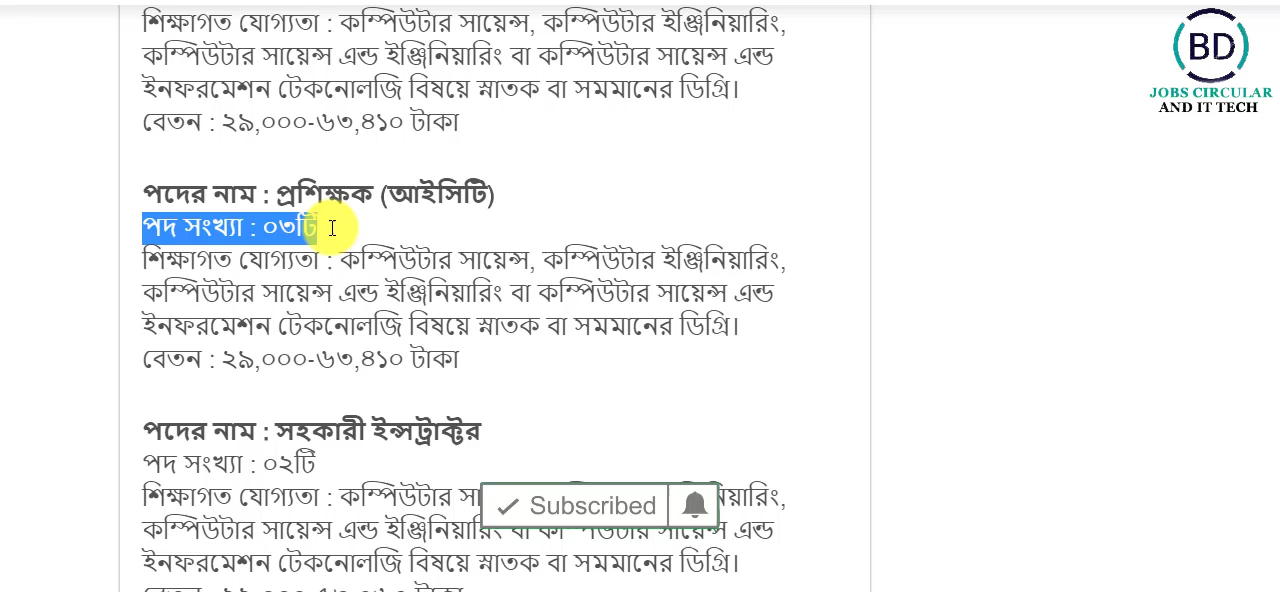 শিক্ষাগত যোগ্যতা : কম্পিউটার সায়েন্স, কম্পিউটার ইঞ্জিনিয়ারিং,
কম্পিউটার সায়েন্স এন্ড ইঞ্জিনিয়ারিং বা কম্পিউটার সায়েন্স এন্ড
ইনফরমেশন টেকনোলজি বিষয়ে স্নাতক বা সমমানের ডিগ্রি।
বেতন : ২৯,০০০-৬৩,৪১০ টাকা
BD
JOBS CIRCULAR
AND IT TECH
পদের নাম : প্রশিক্ষক (আইসিটি)
পদ সংখ্যা : ০৩টি
শিক্ষাগত যোগ্যতা : কম্পিউটার সায়েন্স, কম্পিউটার ইঞ্জিনিয়ারিং,
কম্পিউটার সায়েন্স এন্ড ইঞ্জিনিয়ারিং বা কম্পিউটার সায়েন্স এন্ড
ইনফরমেশন টেকনোলজি বিষয়ে স্নাতক বা সমমানের ডিগ্রি।
বেতন : ২৯,০০০-৬৩,৪১০ টাকা
পদের নাম : সহকারী ইন্সট্রাক্টর
পদ সংখ্যা : ০২টি
শিক্ষাগত যোগ্যতা : কম্পিউটার
Subscribed
কম্পিউটার সায়েন্স এন্ড ইঞ্জিনিয়ারিং বা কম্পিউটার সায়েন্স এন্ড
ইনফরমেশন টেকনোলজি বিষয়ে স্নাতক বা সমমানের ডিগ্রি।